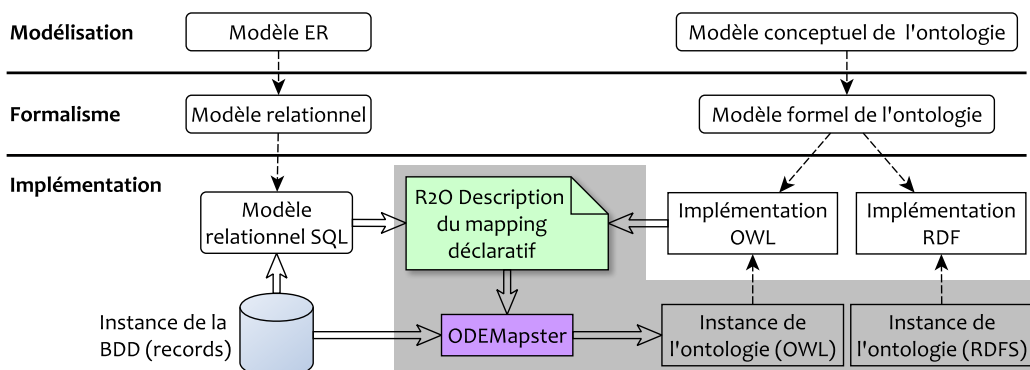 Modélisation
Modèle ER
Modèle conceptuel de l'ontologie
Formalisme
Modèle relationnel
Modèle formel de l'ontologie
Implémentation
Modèle
relationnel SQL
R2O Description
du mapping
déclaratif
Implémentation
OWL
Implémentation
RDF
Instance de la
BDD (records)
ODEMapster
Instance de
l'ontologie (OWL)
Instance de
l'ontologie (RDFS)